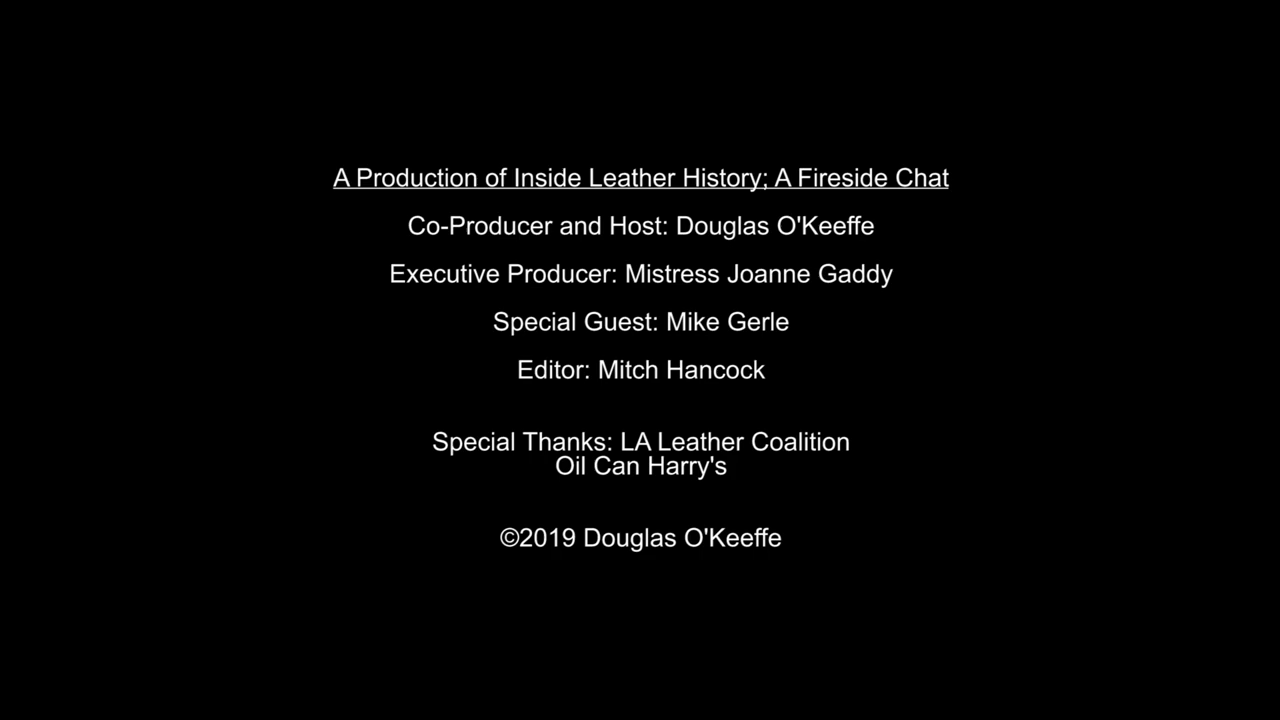 A Production of Inside Leather History; A Fireside Chat
Co-Producer and Host: Douglas O'Keeffe
Executive Producer: Mistress Joanne Gaddy
Special Guest: Mike Gerle
Editor: Mitch Hancock
Special Thanks: LA Leather Coalition
Oil Can Harry's
©2019 Douglas O'Keeffe